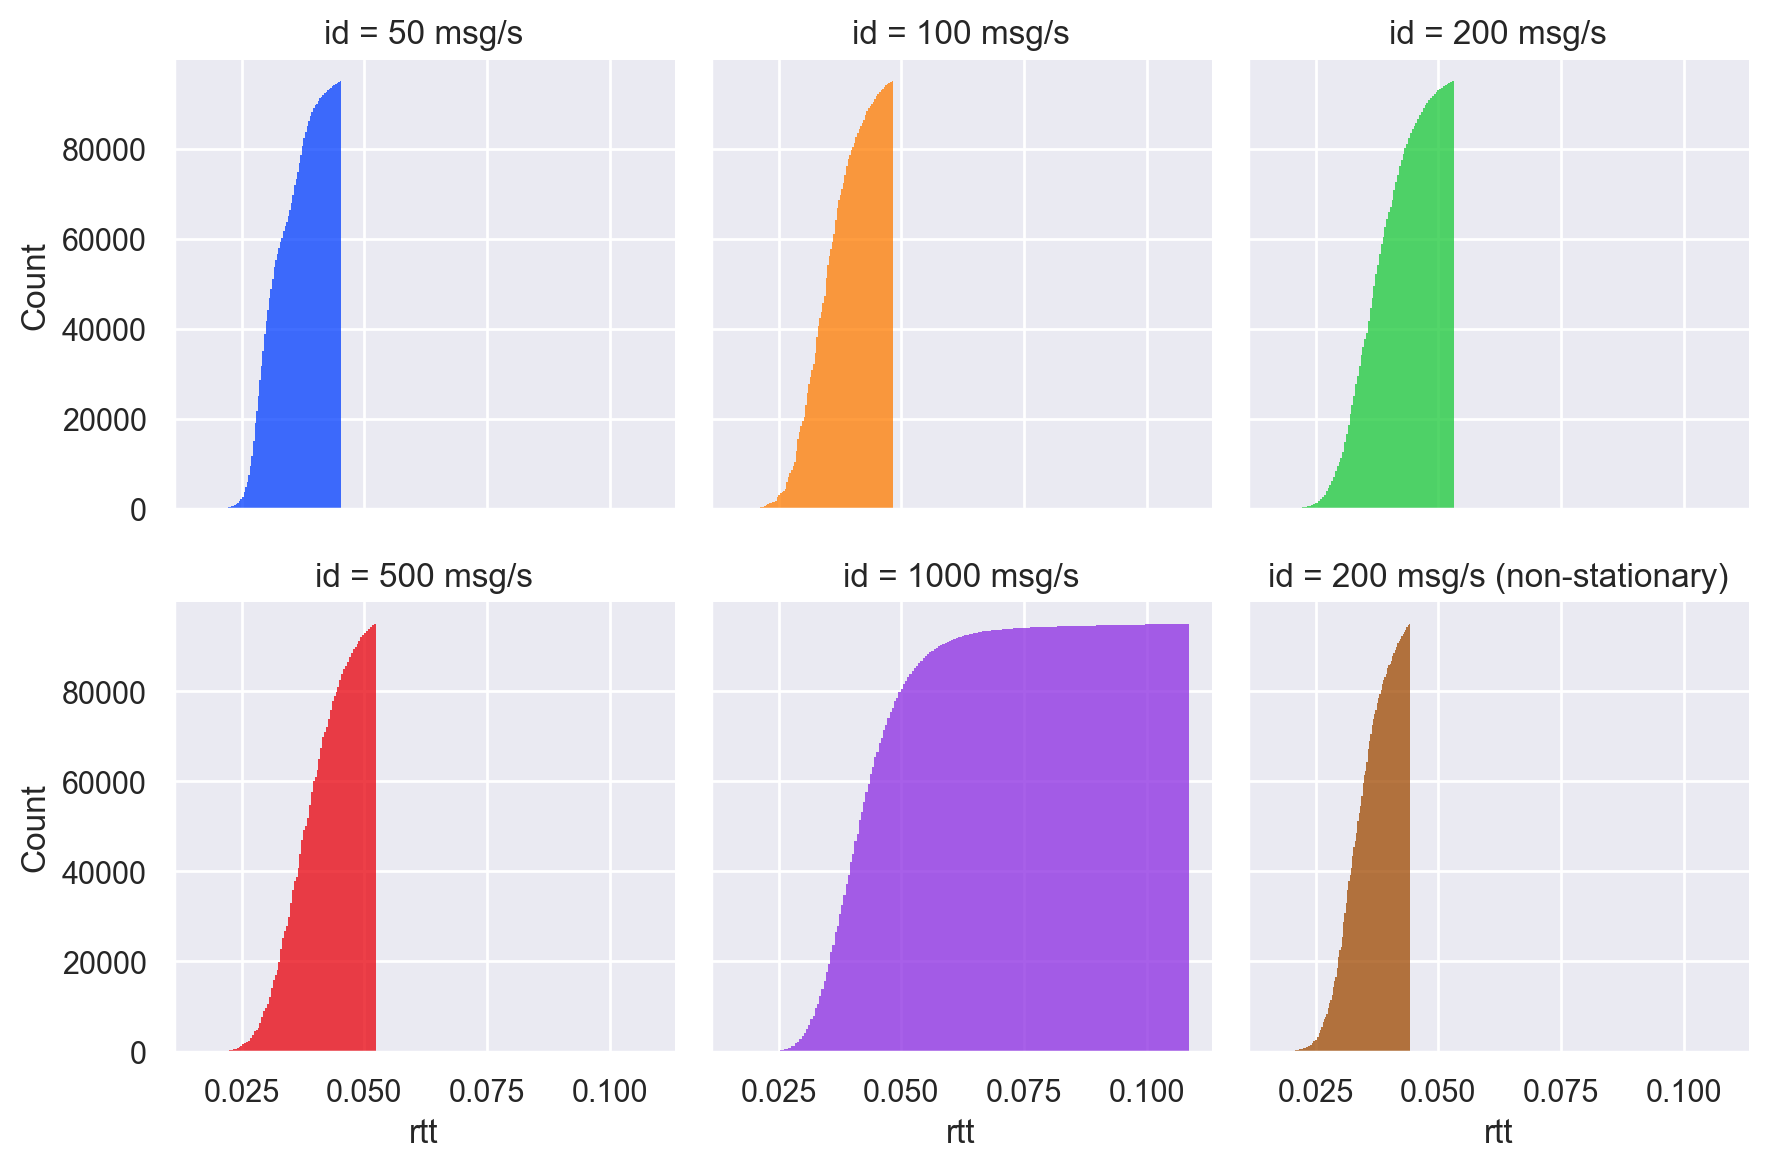 id = 50 msg/s
id = 100 msg/s
id = 200 msg/s
Count
80000
60000
40000
20000
0
id = 500 msg/s
id = 1000 msg/s
id = 200 msg/s (non-stationary)
Count
80000
60000
40000
20000
0
0.025 0.050 0.075 0.100
0.025 0.050 0.075 0.100
0.025 0.050 0.075 0.100
rtt
rtt
rtt